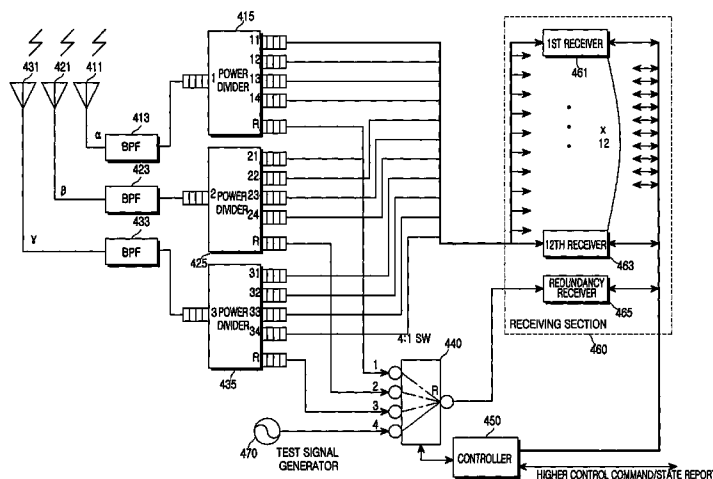 431 421 411
α
413
BPF
423
β
BPF
433
γ
BPF
415
1 POWER DIVIDER
11
12
13
14
R
2 POWER DIVIDER
21
22
23
24
R
425
3 POWER DIVIDER
31
32
33
34
R
435
4:1 SW
440
1
2
3
4
R
470
TEST SIGNAL
GENERATOR
450
CONTROLLER
1ST RECEIVER
461
X
12
12TH RECEIVER
463
REDUNDANCY
RECEIVER
465
RECEIVING SECTION
460
HIGHER CONTROL COMMAND/STATE REPORT